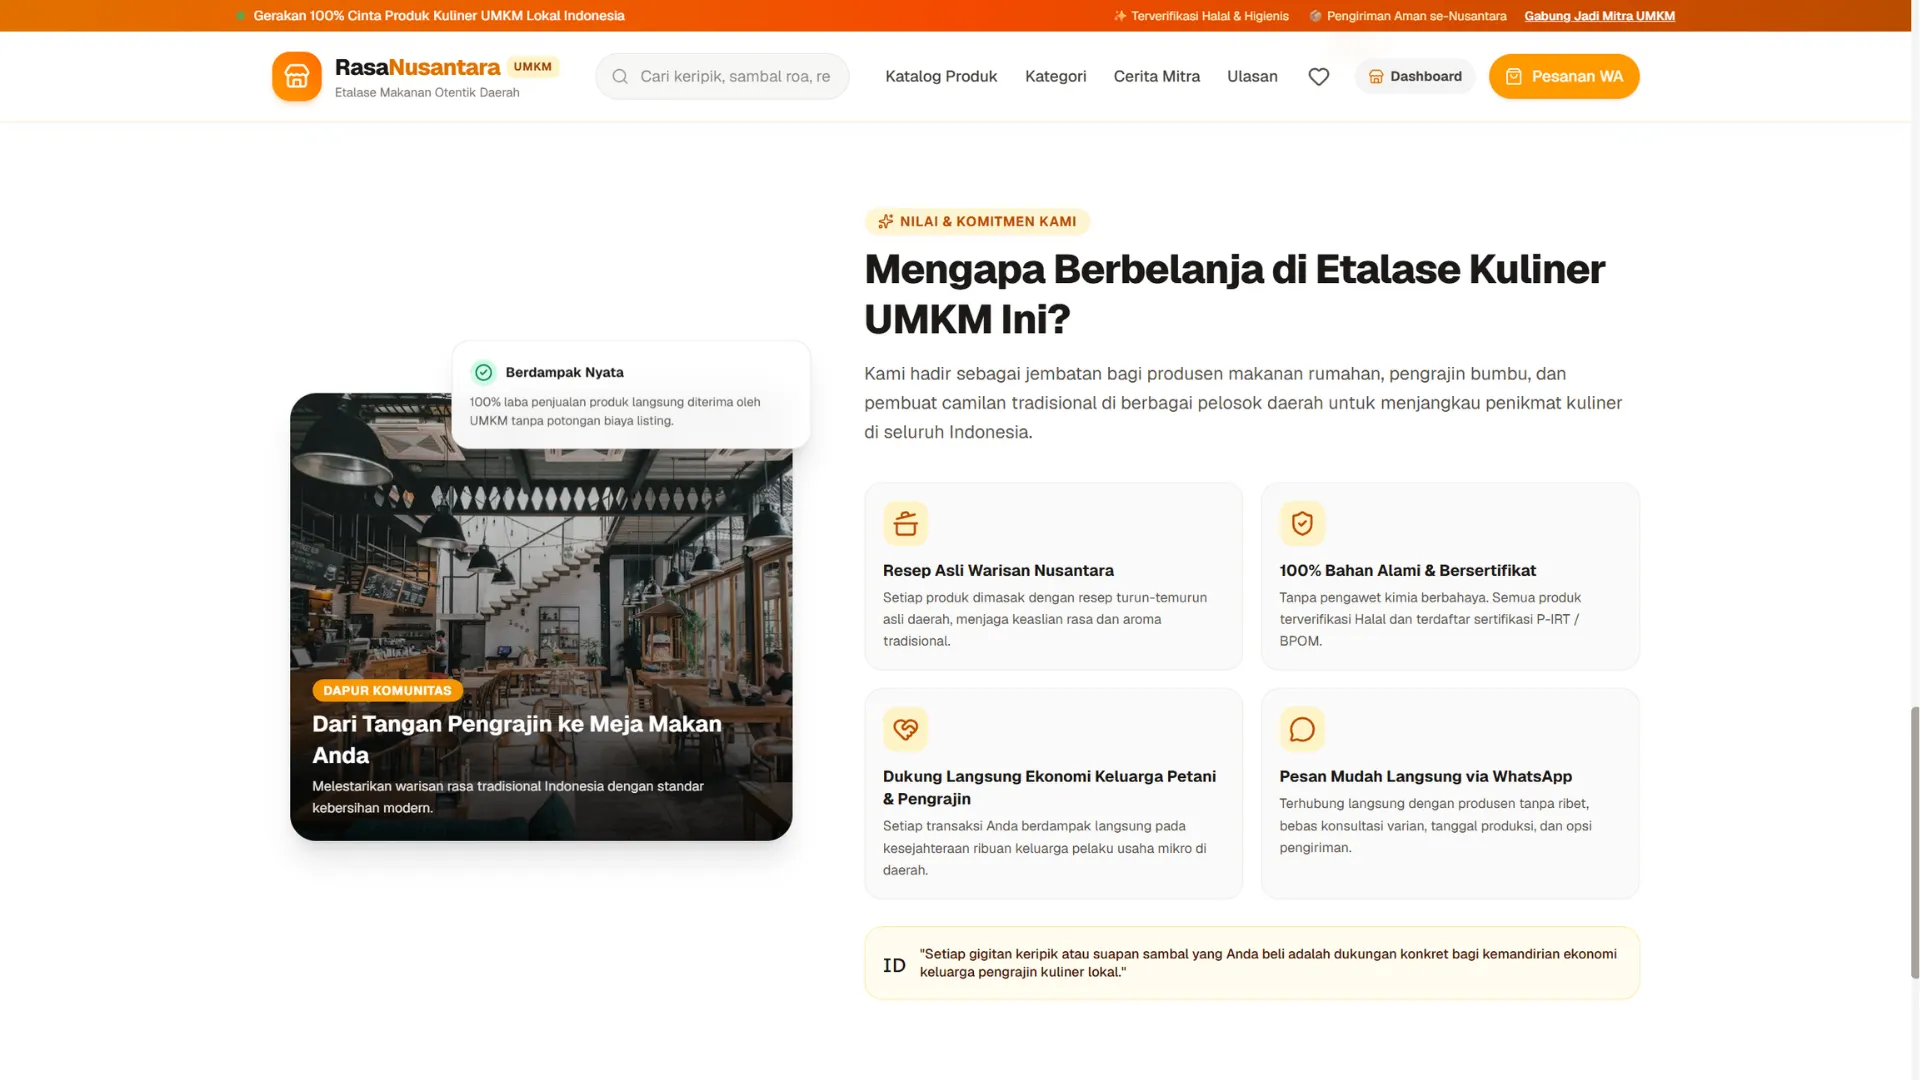 Gerakan 100% Cinta Produk Kuliner UMKM Lokal Indonesia
✨ Terverifikasi Halal & Higienis
📦 Pengiriman Aman se-Nusantara
Gabung Jadi Mitra UMKM
RasaNusantara UMKM
Etalase Makanan Otentik Daerah
Cari keripik, sambal roa, re
Katalog Produk
Kategori
Cerita Mitra
Ulasan
Dashboard
Pesanan WA
Berdampak Nyata
100% laba penjualan produk langsung diterima oleh
UMKM tanpa potongan biaya listing.
DAPUR KOMUNITAS
Dari Tangan Pengrajin ke Meja Makan
Anda
Melestarikan warisan rasa tradisional Indonesia dengan standar
kebersihan modern.
NILAI & KOMITMEN KAMI
Mengapa Berbelanja di Etalase Kuliner
UMKM Ini?
Kami hadir sebagai jembatan bagi produsen makanan rumahan, pengrajin bumbu, dan
pembuat camilan tradisional di berbagai pelosok daerah untuk menjangkau penikmat kuliner
di seluruh Indonesia.
Resep Asli Warisan Nusantara
Setiap produk dimasak dengan resep turun-temurun
asli daerah, menjaga keaslian rasa dan aroma
tradisional.
100% Bahan Alami & Bersertifikat
Tanpa pengawet kimia berbahaya. Semua produk
terverifikasi Halal dan terdaftar sertifikasi P-IRT /
BPOM.
Dukung Langsung Ekonomi Keluarga Petani
& Pengrajin
Setiap transaksi Anda berdampak langsung pada
kesejahteraan ribuan keluarga pelaku usaha mikro di
daerah.
Pesan Mudah Langsung via WhatsApp
Terhubung langsung dengan produsen tanpa ribet,
bebas konsultasi varian, tanggal produksi, dan opsi
pengiriman.
ID
"Setiap gigitan keripik atau suapan sambal yang Anda beli adalah dukungan konkret bagi kemandirian ekonomi
keluarga pengrajin kuliner lokal."